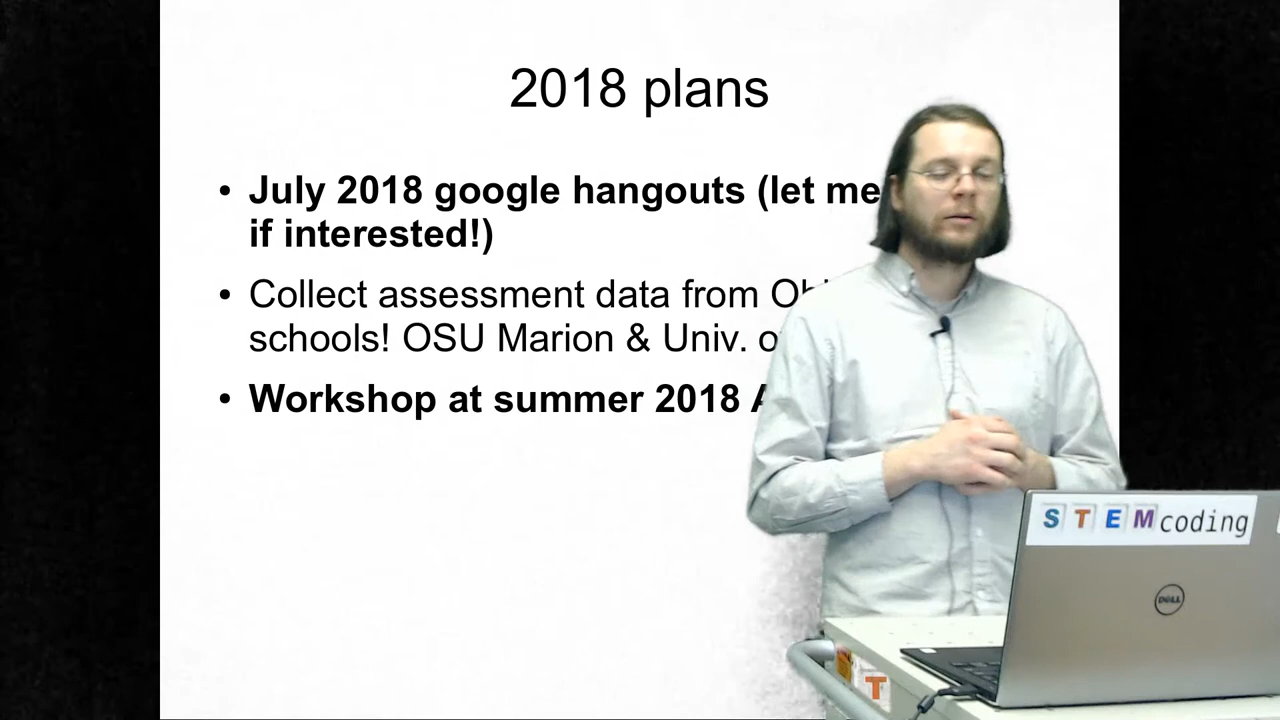 2018 plans
• July 2018 google hangouts (let me
if interested!)
• Collect assessment data from
schools! OSU Marion & Univ.
• Workshop at summer 2018
STEMcoding
DELL
T